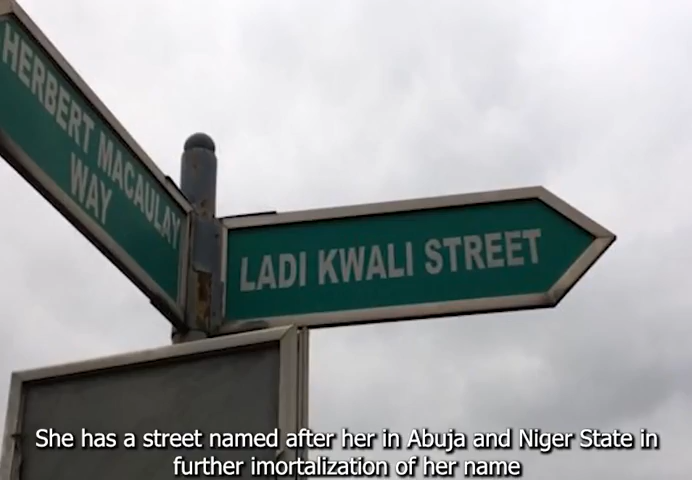 HERBERT MACAULAY
WAY
LADI KWALI STREET
She has a street named after her in Abuja and Niger State in
further imortalization of her name